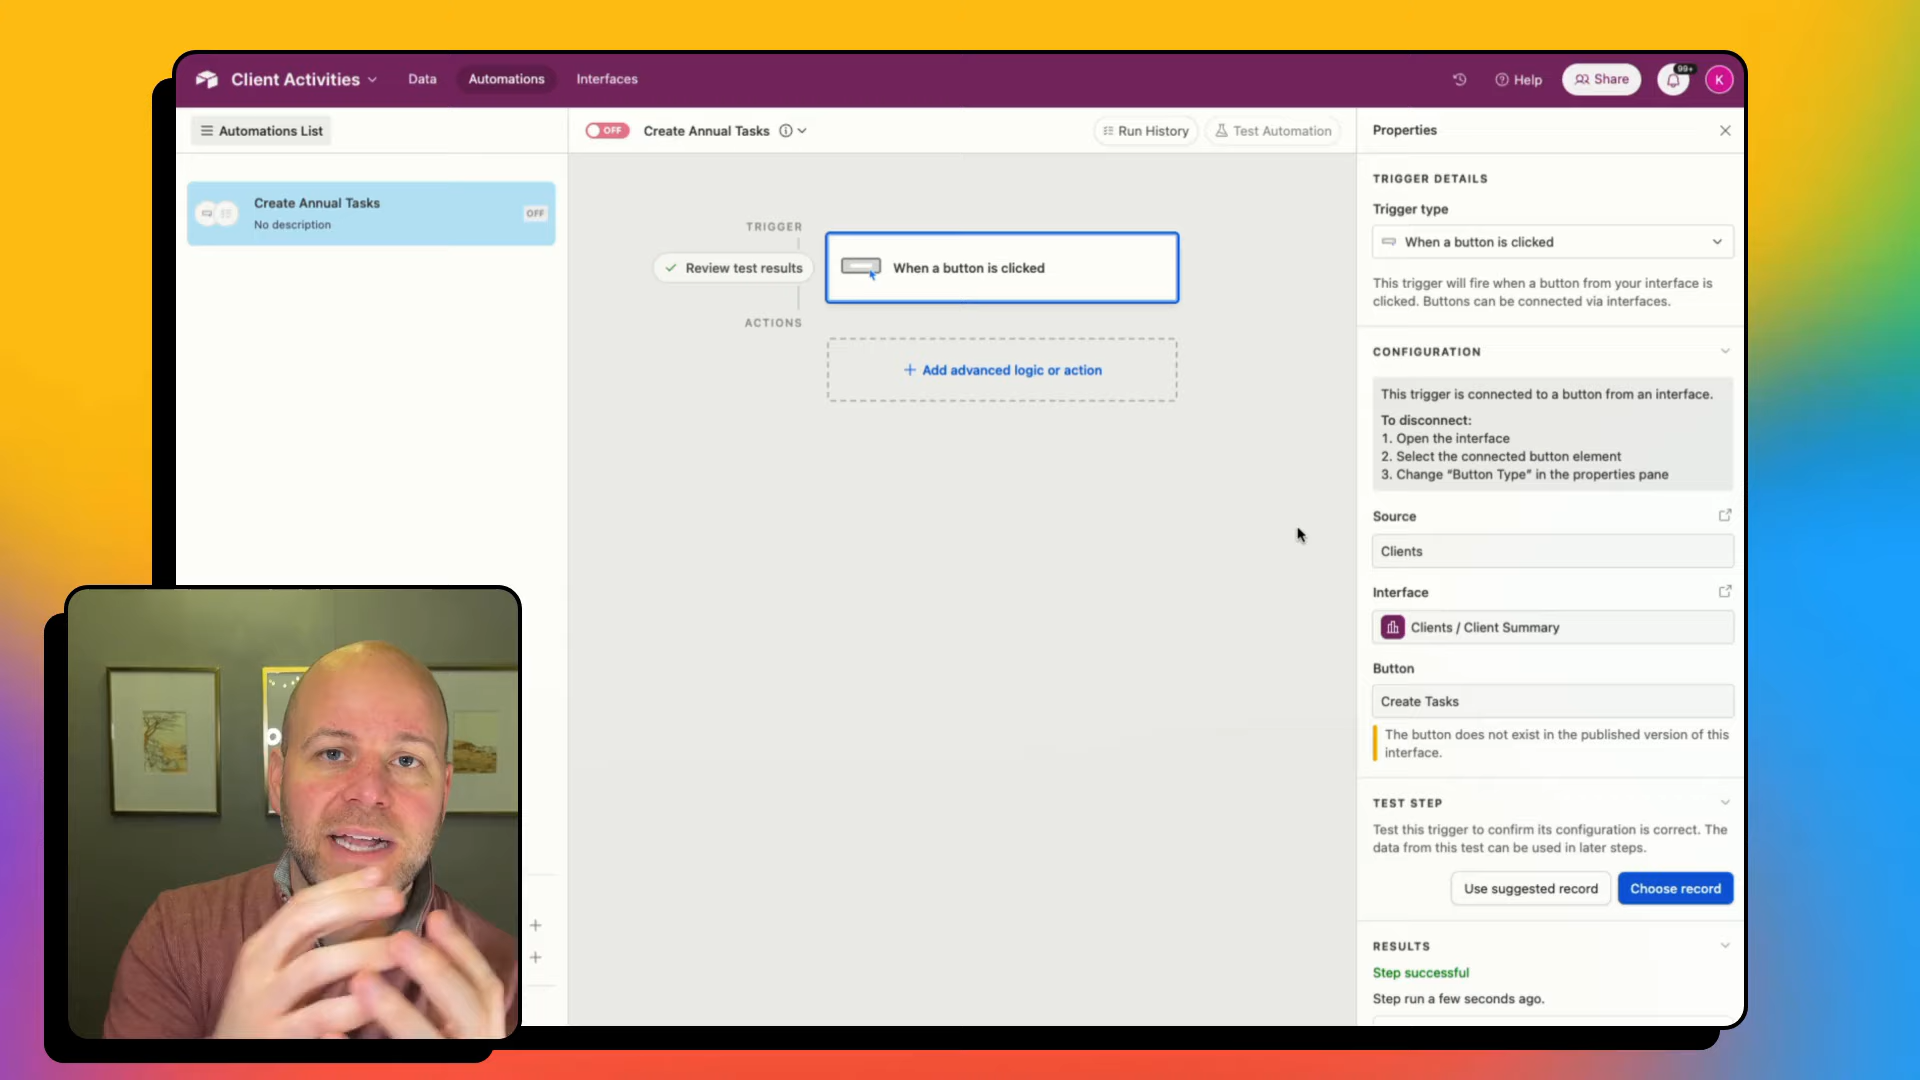 Client Activities
Data
Automations
Interfaces
Help
Share
99+
K
Automations List
OFF
Create Annual Tasks
Run History
Test Automation
Properties
Create Annual Tasks
No description
OFF
TRIGGER
Review test results
When a button is clicked
ACTIONS
+ Add advanced logic or action
TRIGGER DETAILS
Trigger type
When a button is clicked
This trigger will fire when a button from your interface is
clicked. Buttons can be connected via interfaces.
CONFIGURATION
This trigger is connected to a button from an interface.
To disconnect:
1. Open the interface
2. Select the connected button element
3. Change “Button Type” in the properties pane
Source
Clients
Interface
Clients / Client Summary
Button
Create Tasks
The button does not exist in the published version of this
interface.
TEST STEP
Test this trigger to confirm its configuration is correct. The
data from this test can be used in later steps.
Use suggested record
Choose record
RESULTS
Step successful
Step run a few seconds ago.